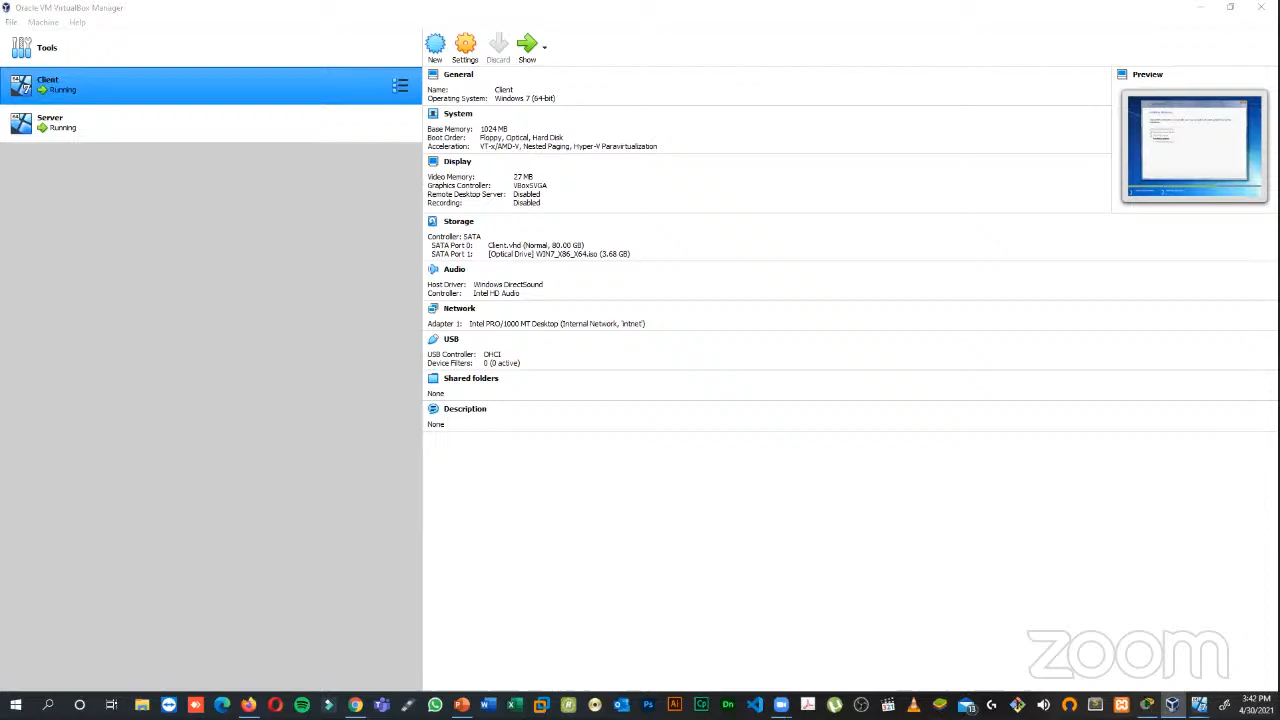 Oracle VM VirtualBox Manager
File Machine Help
Tools
Client
Running
Server
Running
New Settings Discard Show
General
Name: Client
Operating System: Windows 7 (64-bit)
System
Base Memory: 1024 MB
Boot Order: Floppy, Optical, Hard Disk
Acceleration: VT-x/AMD-V, Nested Paging, Hyper-V Paravirtualization
Display
Video Memory: 27 MB
Graphics Controller: VBoxSVGA
Remote Desktop Server: Disabled
Recording: Disabled
Storage
Controller: SATA
SATA Port 0: Client.vhd (Normal, 80.00 GB)
SATA Port 1: [Optical Drive] WIN7_X86_X64.iso (3.68 GB)
Audio
Host Driver: Windows DirectSound
Controller: Intel HD Audio
Network
Adapter 1: Intel PRO/1000 MT Desktop (Internal Network, 'intnet')
USB
USB Controller: OHCI
Device Filters: 0 (0 active)
Shared folders
None
Description
None
Preview
zoom
3:42 PM
4/30/2021